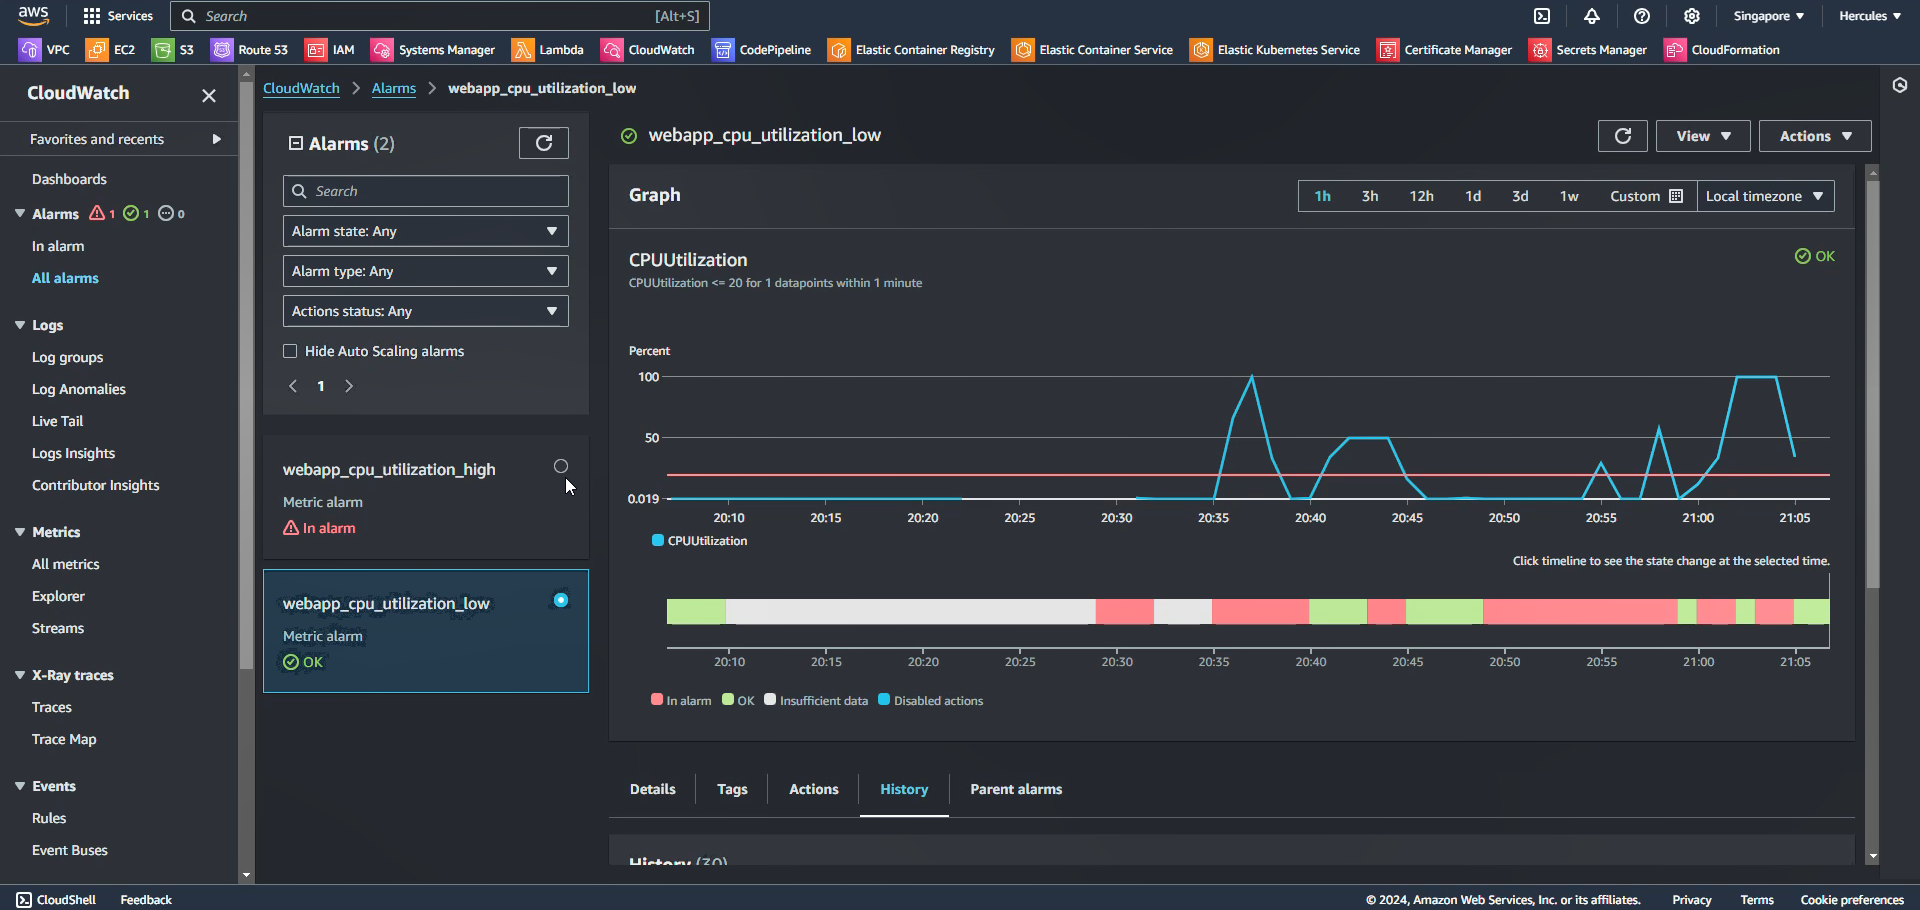 aws
Services
Search
[Alt+S]
Singapore
Hercules
VPC
EC2
S3
Route 53
IAM
Systems Manager
Lambda
CloudWatch
CodePipeline
Elastic Container Registry
Elastic Container Service
Elastic Kubernetes Service
Certificate Manager
Secrets Manager
CloudFormation
CloudWatch
Favorites and recents
Dashboards
Alarms 1 1 0
In alarm
All alarms
Logs
Log groups
Log Anomalies
Live Tail
Logs Insights
Contributor Insights
Metrics
All metrics
Explorer
Streams
X-Ray traces
Traces
Trace Map
Events
Rules
Event Buses
CloudWatch > Alarms > webapp_cpu_utilization_low
Alarms (2)
Search
Alarm state: Any
Alarm type: Any
Actions status: Any
Hide Auto Scaling alarms
1
webapp_cpu_utilization_high
Metric alarm
In alarm
webapp_cpu_utilization_low
Metric alarm
OK
webapp_cpu_utilization_low
View
Actions
Graph
1h 3h 12h 1d 3d 1w Custom Local timezone
CPUUtilization
CPUUtilization <= 20 for 1 datapoints within 1 minute
OK
Percent
100
50
0.019
20:10 20:15 20:20 20:25 20:30 20:35 20:40 20:45 20:50 20:55 21:00 21:05
CPUUtilization
Click timeline to see the state change at the selected time.
20:10 20:15 20:20 20:25 20:30 20:35 20:40 20:45 20:50 20:55 21:00 21:05
In alarm OK Insufficient data Disabled actions
Details
Tags
Actions
History
Parent alarms
History (30)
CloudShell
Feedback
© 2024, Amazon Web Services, Inc. or its affiliates.
Privacy
Terms
Cookie preferences